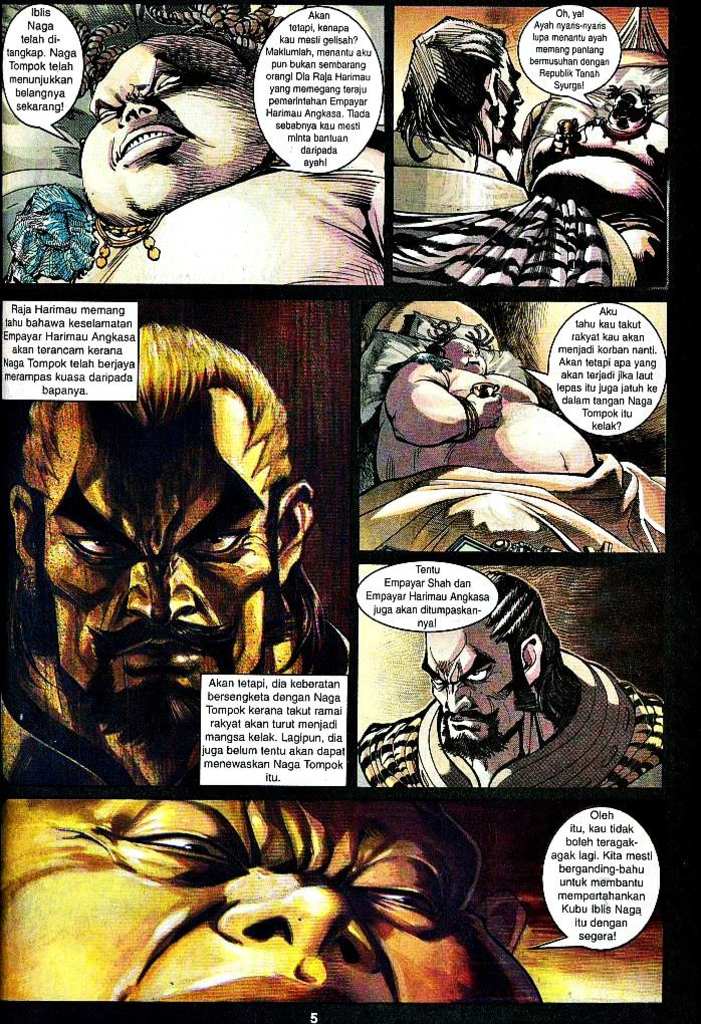 Iblis
Naga
telah di-
tangkap. Naga
Tompok telah
menunjukkan
belangnya
sekarang!
Akan
tetapi, kenapa
kau mesti gelisah?
Maklumlah, menantu aku
pun bukan sembarang
orang! Dia Raja Harimau
yang memegang teraju
pemerintahan Empayar
Harimau Angkasa. Tiada
sebabnya kau mesti
minta bantuan
daripada
ayah!
Oh, ya!
Ayah nyaris-nyaris
lupa menantu ayah
memang pantang
bermusuhan dengan
Republik Tanah
Syurga!
Raja Harimau memang
tahu bahawa keselamatan
Empayar Harimau Angkasa
akan terancam kerana
Naga Tompok telah berjaya
merampas kuasa daripada
bapanya.
Aku
tahu kau takut
rakyat kau akan
menjadi korban nanti.
Akan tetapi apa yang
akan terjadi jika laut
lepas itu juga jatuh ke
dalam tangan Naga
Tompok itu
kelak?
Tentu
Empayar Shah dan
Empayar Harimau Angkasa
juga akan ditumpaskan-
nya!
Akan tetapi, dia keberatan
bersengketa dengan Naga
Tompok kerana takut ramai
rakyat akan turut menjadi
mangsa kelak. Lagipun, dia
juga belum tentu akan dapat
menewaskan Naga Tompok
itu.
Oleh
itu, kau tidak
boleh teragak-
agak lagi. Kita mesti
berganding-bahu
untuk membantu
mempertahankan
Kubu Iblis Naga
itu dengan
segera!
5